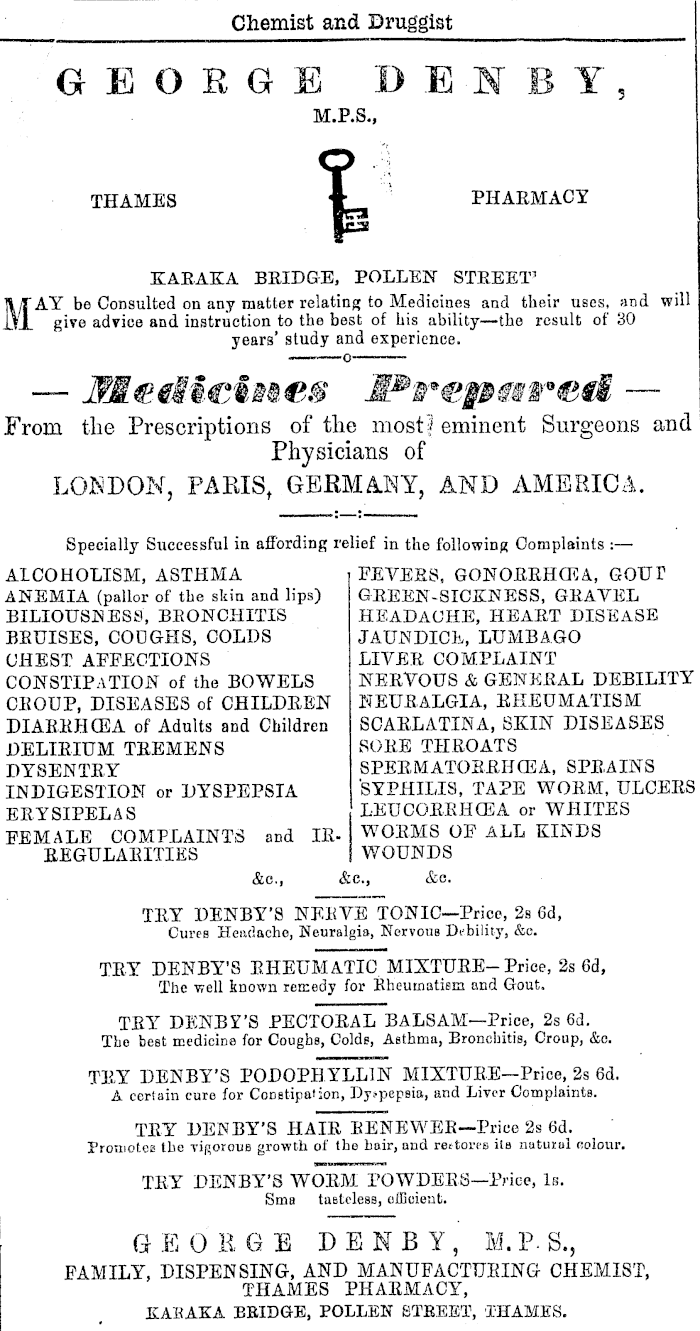 Chemist and Druggist
GEORGE DENBY,
M.P.S.,
THAMES PHARMACY
KARAKA BRIDGE, POLLEN STREET'
MAY be Consulted on any matter relating to Medicines and their uses, and will
give advice and instruction to the best of his ability—the result of 30
years' study and experience.
— Medicines Prepared —
From the Prescriptions of the most eminent Surgeons and
Physicians of
LONDON, PARIS, GERMANY, AND AMERICA.
Specially Successful in affording relief in the following Complaints :—
ALCOHOLISM, ASTHMA
ANEMIA (pallor of the skin and lips)
BILIOUSNESS, BRONCHITIS
BRUISES, COUGHS, COLDS
CHEST AFFECTIONS
CONSTIPATION of the BOWELS
CROUP, DISEASES of CHILDREN
DIARRHŒA of Adults and Children
DELIRIUM TREMENS
DYSENTRY
INDIGESTION or DYSPEPSIA
ERYSIPELAS
FEMALE COMPLAINTS and IR-
REGULARITIES
FEVERS, GONORRHŒA, GOUT
GREEN-SICKNESS, GRAVEL
HEADACHE, HEART DISEASE
JAUNDICE, LUMBAGO
LIVER COMPLAINT
NERVOUS & GENERAL DEBILITY
NEURALGIA, RHEUMATISM
SCARLATINA, SKIN DISEASES
SORE THROATS
SPERMATORRHŒA, SPRAINS
SYPHILIS, TAPE WORM, ULCERS
LEUCORRHŒA or WHITES
WORMS OF ALL KINDS
WOUNDS
&c., &c., &c.
TRY DENBY'S NERVE TONIC—Price, 2s 6d,
Cures Headache, Neuralgia, Nervous Debility, &c.
TRY DENBY'S RHEUMATIC MIXTURE—Price, 2s 6d,
The well known remedy for Rheumatism and Gout.
TRY DENBY'S PECTORAL BALSAM—Price, 2s 6d.
The best medicine for Coughs, Colds, Asthma, Bronchitis, Croup, &c.
TRY DENBY'S PODOPHYLLIN MIXTURE—Price, 2s 6d.
A certain cure for Constipation, Dyspepsia, and Liver Complaints.
TRY DENBY'S HAIR RENEWER—Price 2s 6d.
Promotes the vigorous growth of the hair, and restores its natural colour.
TRY DENBY'S WORM POWDERS—Price, 1s.
Sma tasteless, efficient.
GEORGE DENBY, M.P.S.,
FAMILY, DISPENSING, AND MANUFACTURING CHEMIST,
THAMES PHARMACY,
KARAKA BRIDGE, POLLEN STREET, THAMES.